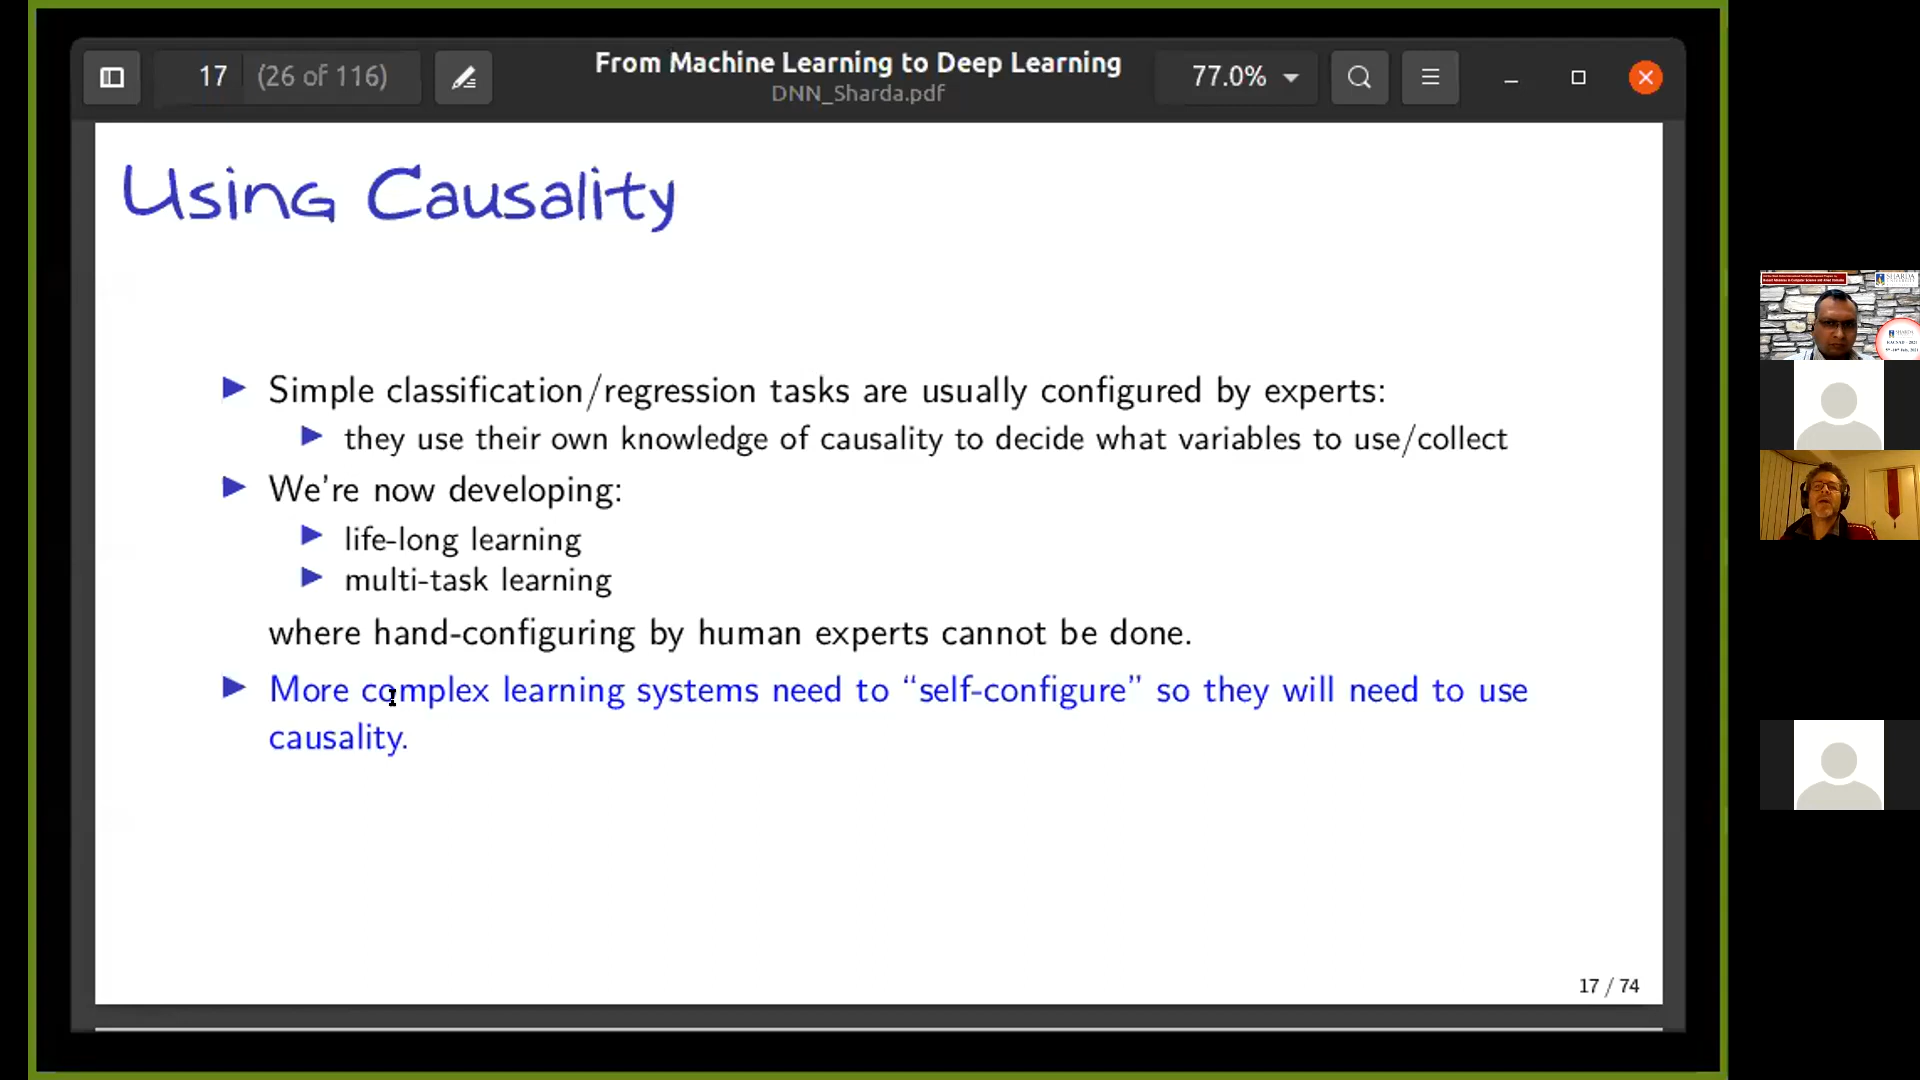 17 (26 of 116)
From Machine Learning to Deep Learning
DNN_Sharda.pdf
77.0%
Using Causality
Simple classification/regression tasks are usually configured by experts:
they use their own knowledge of causality to decide what variables to use/collect
We're now developing:
life-long learning
multi-task learning
where hand-configuring by human experts cannot be done.
More complex learning systems need to “self-configure” so they will need to use
causality.
17 / 74
SHARDA